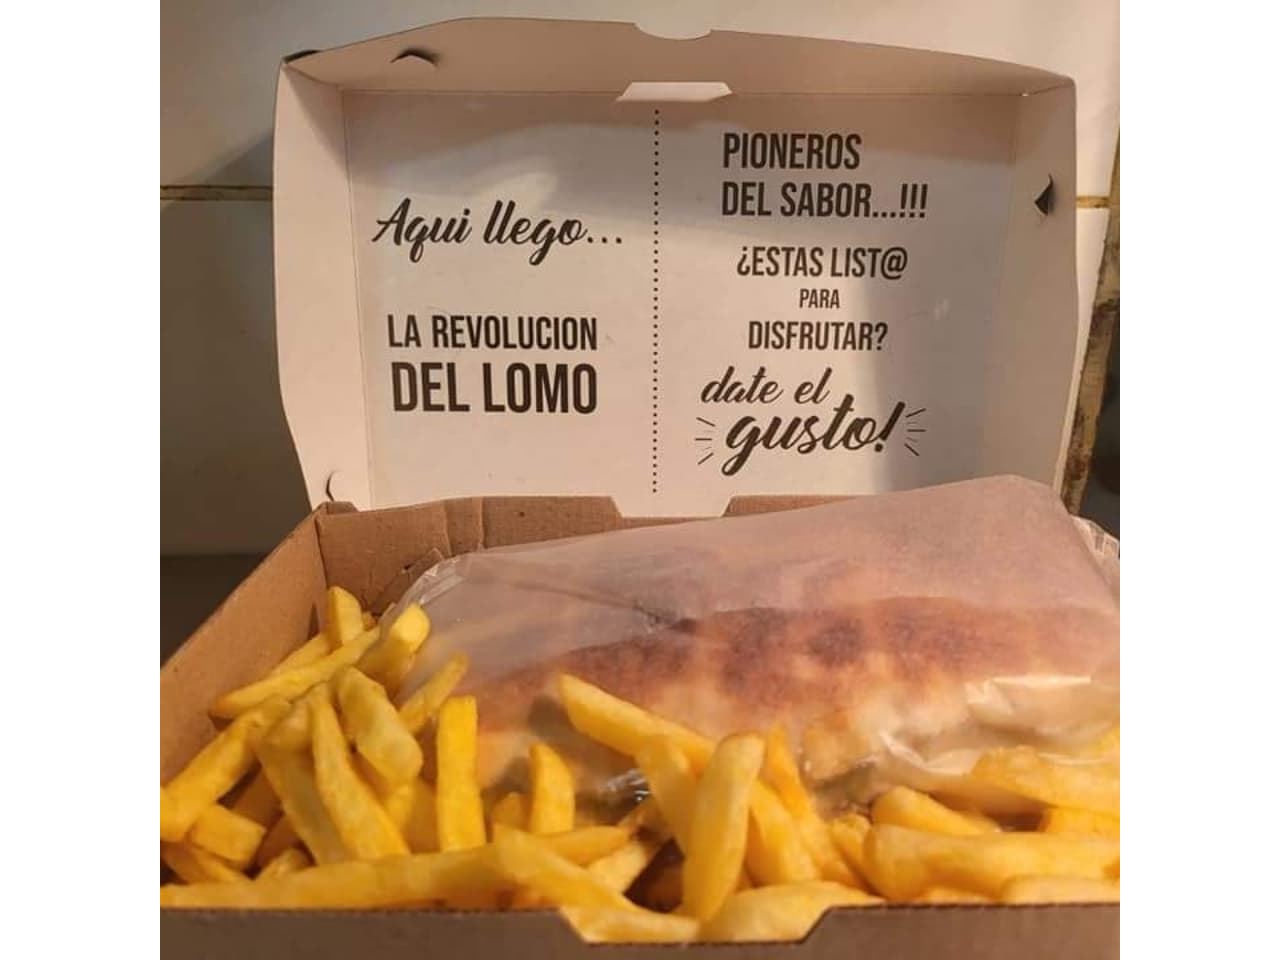 Aqui llego...
LA REVOLUCION
DEL LOMO
PIONEROS
DEL SABOR...!!!
¿ESTAS LIST@
PARA
DISFRUTAR?
date el
gusto!